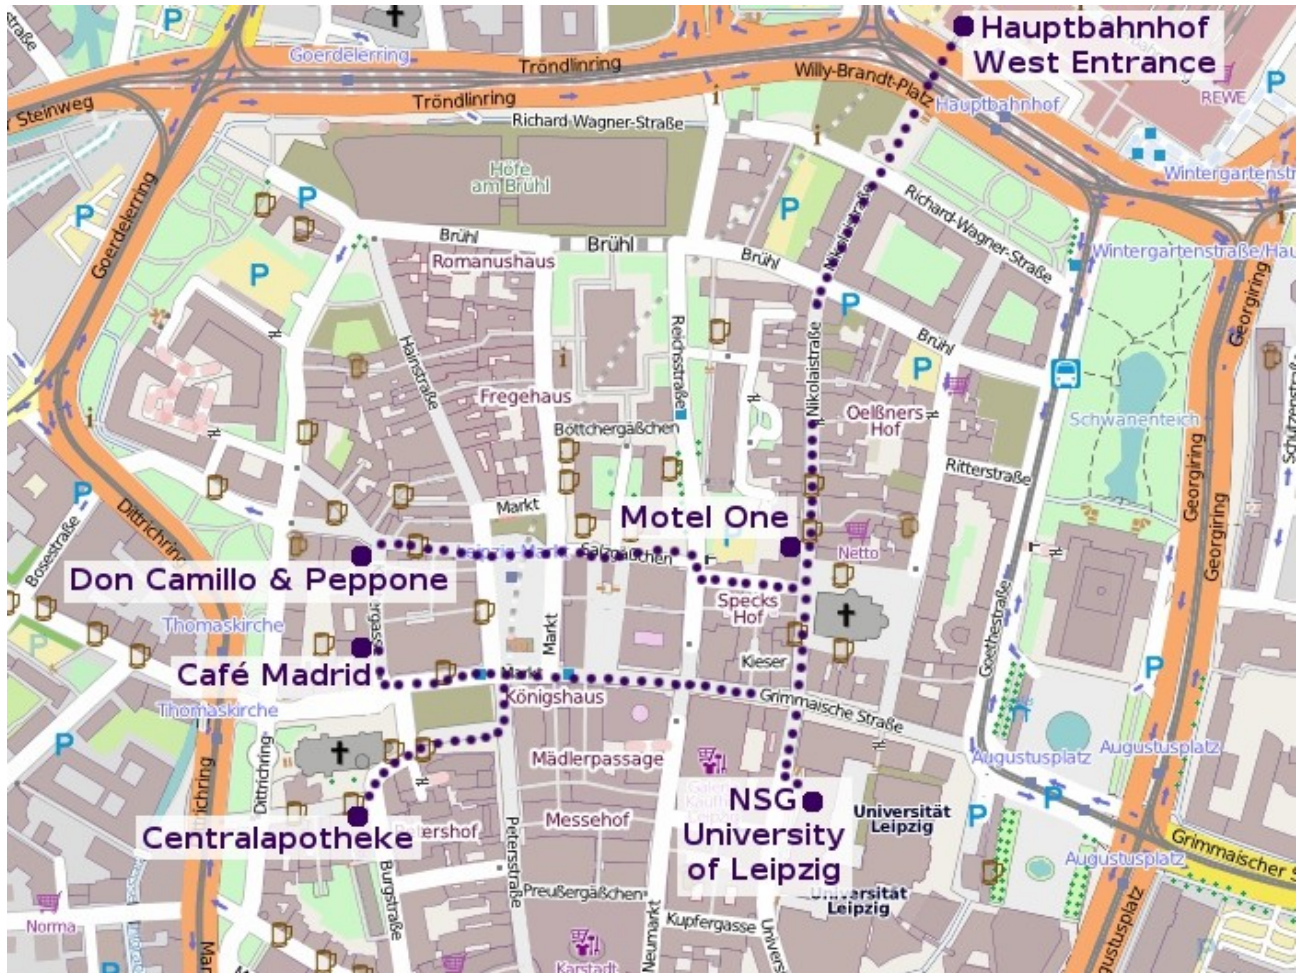 Hauptbahnhof
West Entrance
Goerdelerring
Tröndlinring
Willy-Brandt-Platz
P
REWE
Steinweg
Tröndlinring
Hauptbahnhof
Richard Wagner-Straße
Höfe
am Brühl
Goerdelerring
Richard-Wagner-Straße
Nikolaistraße
Brühl
Brühl
Romanushaus
Brühl
Wintergartenstraße/Hau
Georgiring
Hainstraße
Reichsstraße
Nikolaistraße
Brühl
Fregehaus
Oelßners
Hof
Schwanenteich
Böttchergäßchen
Ritterstraße
Georgiring
Georgiring
Dittrichring
Bosestraße
Markt
Motel One
Netto
Salzgäßchen
Don Camillo & Peppone
Specks
Hof
Goethestraße
Thomaskirche
Markt
Kieser
Café Madrid
Markt
Königshaus
Grimmaische Straße
Thomaskirche
Dittrichring
Mädlerpassage
Augustusplatz
Augustusplatz
NSG
University
of Leipzig
Universität
Leipzig
Centralapotheke
Messehof
Petersstraße
Augustusplatz
Grimmaischer S
Burgstraße
Preußergäßchen
Universität
Leipzig
Norma
Neumarkt
Kupfergasse
Karstadt